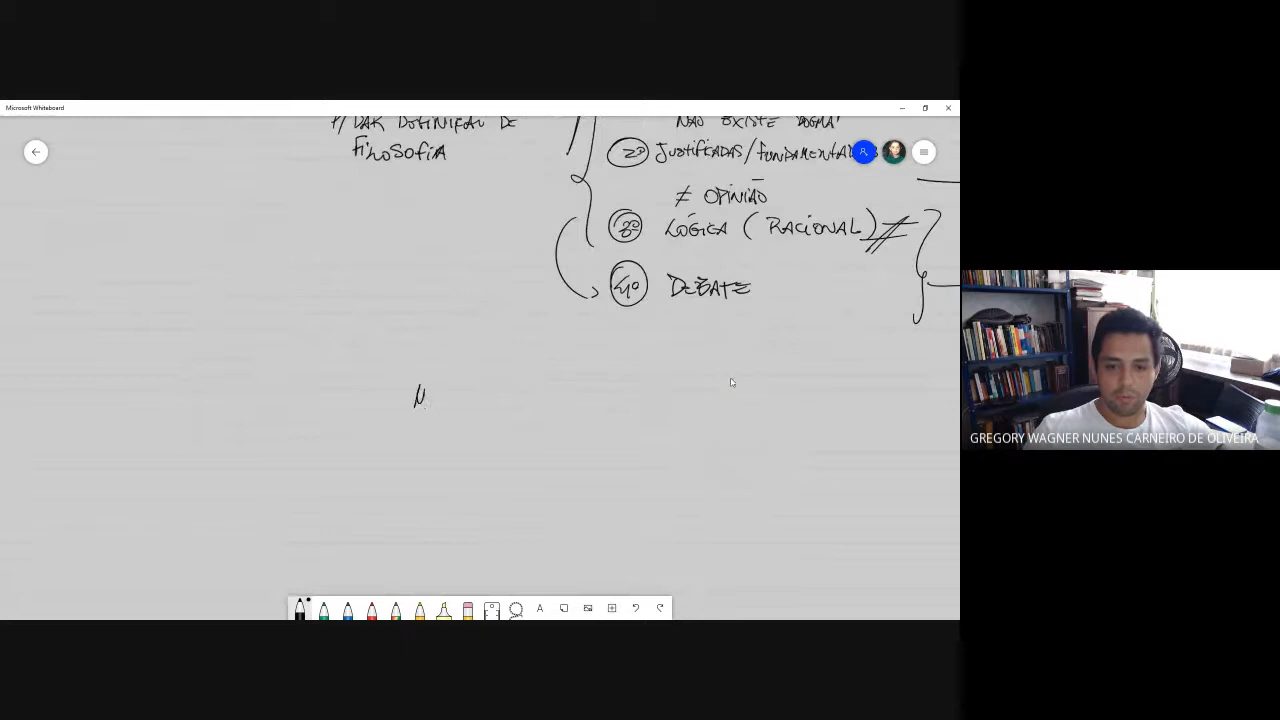 Microsoft Whiteboard
P/ DAR DEFINIÇÃO DE
FILOSOFIA
NÃO EXISTE DOGMA!
2º JUSTIFICADAS/FUNDAMENTADAS
≠ OPINIÃO
3º LÓGICA (RACIONAL) ≠
4º DEBATE
N
GREGORY WAGNER NUNES CARNEIRO DE OLIVEIRA